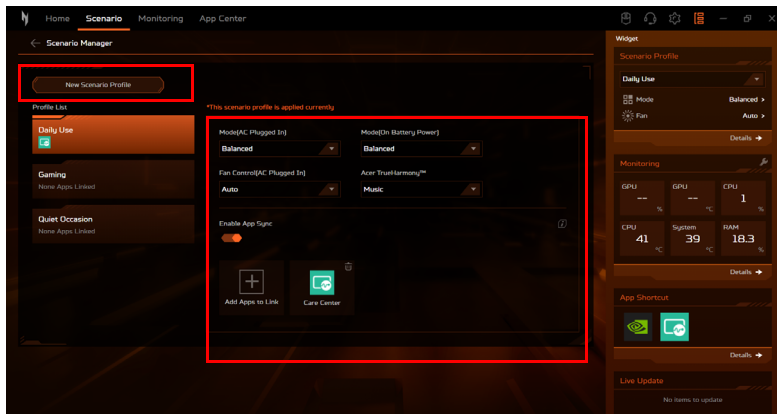 Home Scenario Monitoring App Center
Scenario Manager
New Scenario Profile
Profile List
Daily Use
Gaming
None Apps Linked
Quiet Occasion
None Apps Linked
*This scenario profile is applied currently
Mode(AC Plugged In) Mode(On Battery Power)
Balanced Balanced
Fan Control(AC Plugged In) Acer TrueHarmony™
Auto Music
Enable App Sync
Add Apps to Link Care Center
Widget
Scenario Profile
Daily Use
Mode Balanced >
Fan Auto >
Details →
Monitoring
GPU GPU CPU
-- -- 1
% °C %
CPU System RAM
41 39 18.3
°C °C %
Details →
App Shortcut
Details →
Live Update
No items to update